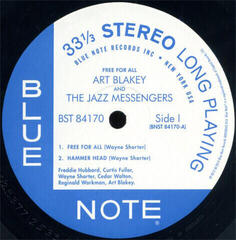 33 1/3 STEREO LONG PLAYING
BLUE NOTE RECORDS INC • NEW YORK USA
FREE FOR ALL
ART BLAKEY
AND
THE JAZZ MESSENGERS
BST 84170
Side I
(BNST 84170-A)
1. FREE FOR ALL (Wayne Shorter)
2. HAMMER HEAD (Wayne Shorter)
Freddie Hubbard, Curtis Fuller,
Wayne Shorter, Cedar Walton,
Reginald Workman, Art Blakey.
BLUE
NOTE®